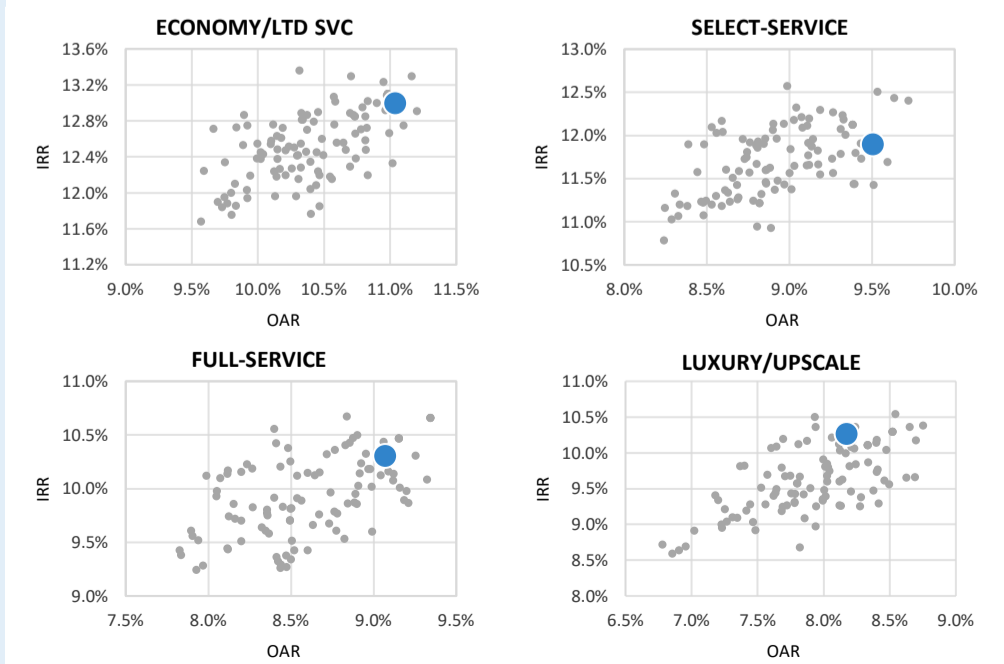 ECONOMY/LTD SVC
13.6%
13.2%
12.8%
12.4%
12.0%
11.6%
11.2%
IRR
9.0% 9.5% 10.0% 10.5% 11.0% 11.5%
OAR
SELECT-SERVICE
13.0%
12.5%
12.0%
11.5%
11.0%
10.5%
IRR
8.0% 8.5% 9.0% 9.5% 10.0%
OAR
FULL-SERVICE
11.0%
10.5%
10.0%
9.5%
9.0%
IRR
7.5% 8.0% 8.5% 9.0% 9.5%
OAR
LUXURY/UPSCALE
11.0%
10.5%
10.0%
9.5%
9.0%
8.5%
8.0%
IRR
6.5% 7.0% 7.5% 8.0% 8.5% 9.0%
OAR